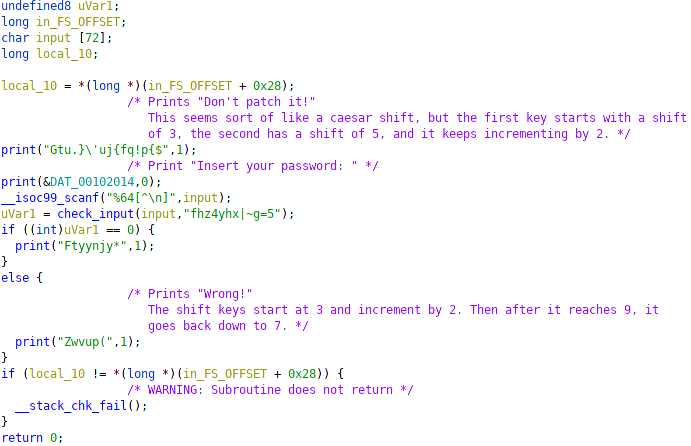 undefined8 uVar1;
long in_FS_OFFSET;
char input [72];
long local_10;
local_10 = *(long *)(in_FS_OFFSET + 0x28);
/* Prints "Don't patch it!"
This seems sort of like a caesar shift, but the first key starts with a shift
of 3, the second has a shift of 5, and it keeps incrementing by 2. */
print("Gtu.}\'uj{fq!p{$",1);
/* Print "Insert your password: " */
print(&DAT_00102014,0);
__isoc99_scanf("%64[^\n]",input);
uVar1 = check_input(input,"fhz4yhx|~g=5");
if ((int)uVar1 == 0) {
print("Ftyynjy*",1);
}
else {
/* Prints "Wrong!"
The shift keys start at 3 and increment by 2. Then after it reaches 9, it
goes back down to 7. */
print("Zwvup(",1);
}
if (local_10 != *(long *)(in_FS_OFFSET + 0x28)) {
/* WARNING: Subroutine does not return */
__stack_chk_fail();
}
return 0;